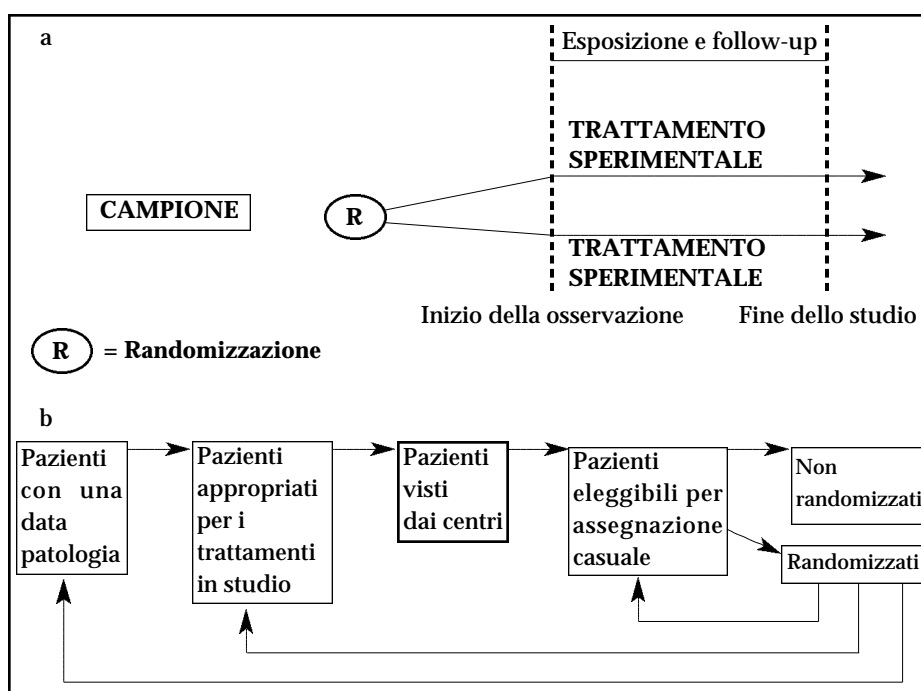 a
Esposizione e follow-up
TRATTAMENTO
SPERIMENTALE
CAMPIONE
R
TRATTAMENTO
SPERIMENTALE
Inizio della osservazione
Fine dello studio
R = Randomizzazione
b
Pazienti
con una
data
patologia
Pazienti
appropriati
per i
trattamenti
in studio
Pazienti
visti
dai centri
Pazienti
eleggibili per
assegnazione
casuale
Non
randomizzati
Randomizzati